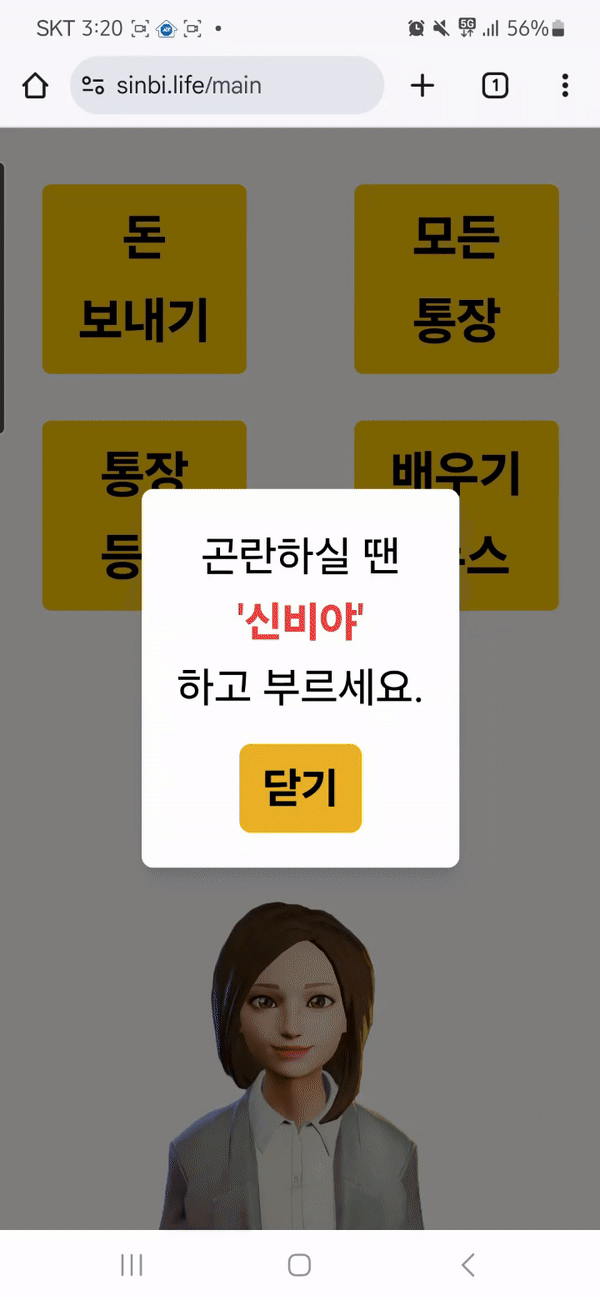 SKT 3:20
5G
56%
sinbi.life/main
1
돈
보내기
모든
통장
통장
등
배우기
스
곤란하실 땐
'신비야'
하고 부르세요.
닫기